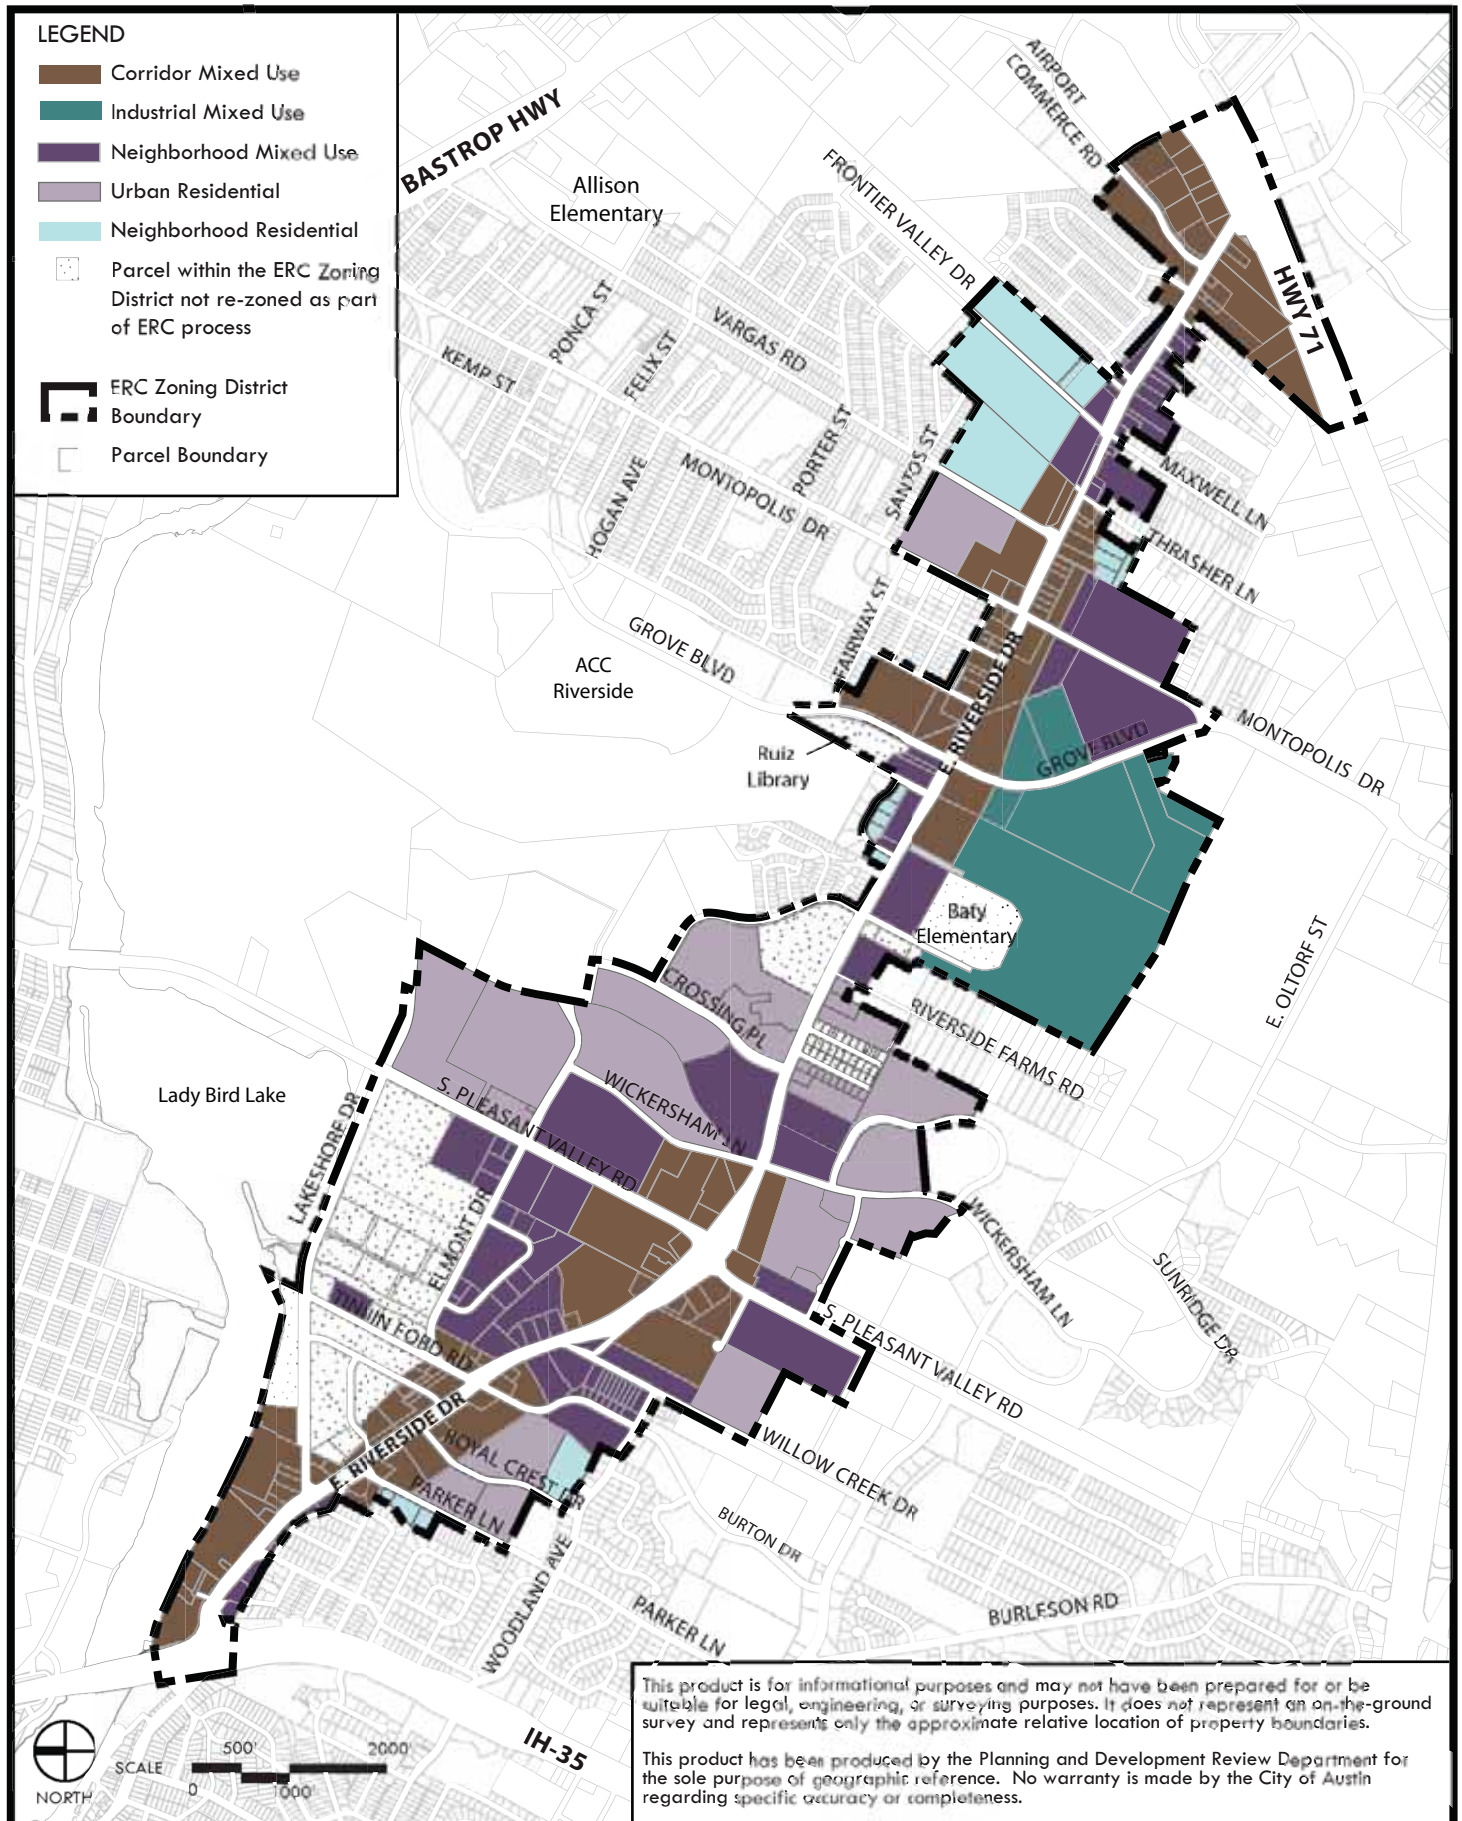 LEGEND
Corridor Mixed Use
Industrial Mixed Use
Neighborhood Mixed Use
Urban Residential
Neighborhood Residential
Parcel within the ERC Zoning
District not re-zoned as part
of ERC process
ERC Zoning District
Boundary
Parcel Boundary
BASTROP HWY
Allison
Elementary
AIRPORT
COMMERCE RD
FRONTIER VALLEY DR
HWY 71
PONCA ST
VARGAS RD
KEMP ST
FELIX ST
PORTER ST
SANTOS ST
HOGAN AVE
MONTOPOLIS DR
MAXWELL LN
THRASHER LN
FAIRWAY ST
GROVE BLVD
ACC
Riverside
E. RIVERSIDE DR
GROVE BLVD
MONTOPOLIS DR
Ruiz
Library
Baty
Elementary
E. OLTORF ST
CROSSING PL
RIVERSIDE FARMS RD
Lady Bird Lake
LAKESHORE DR
S. PLEASANT VALLEY RD
WICKERSHAM LN
ELMONT DR
WICKERSHAM LN
SUNRIDGE DR
TINNIN FORD RD
S. PLEASANT VALLEY RD
E. RIVERSIDE DR
ROYAL CREST DR
PARKER LN
WILLOW CREEK DR
BURTON DR
WOODLAND AVE
PARKER LN
BURLESON RD
IH-35
NORTH
SCALE
500'
2000'
0
1000
This product is for informational purposes and may not have been prepared for or be
suitable for legal, engineering, or surveying purposes. It does not represent an on-the-ground
survey and represents only the approximate relative location of property boundaries.
This product has been produced by the Planning and Development Review Department for
the sole purpose of geographic reference. No warranty is made by the City of Austin
regarding specific accuracy or completeness.